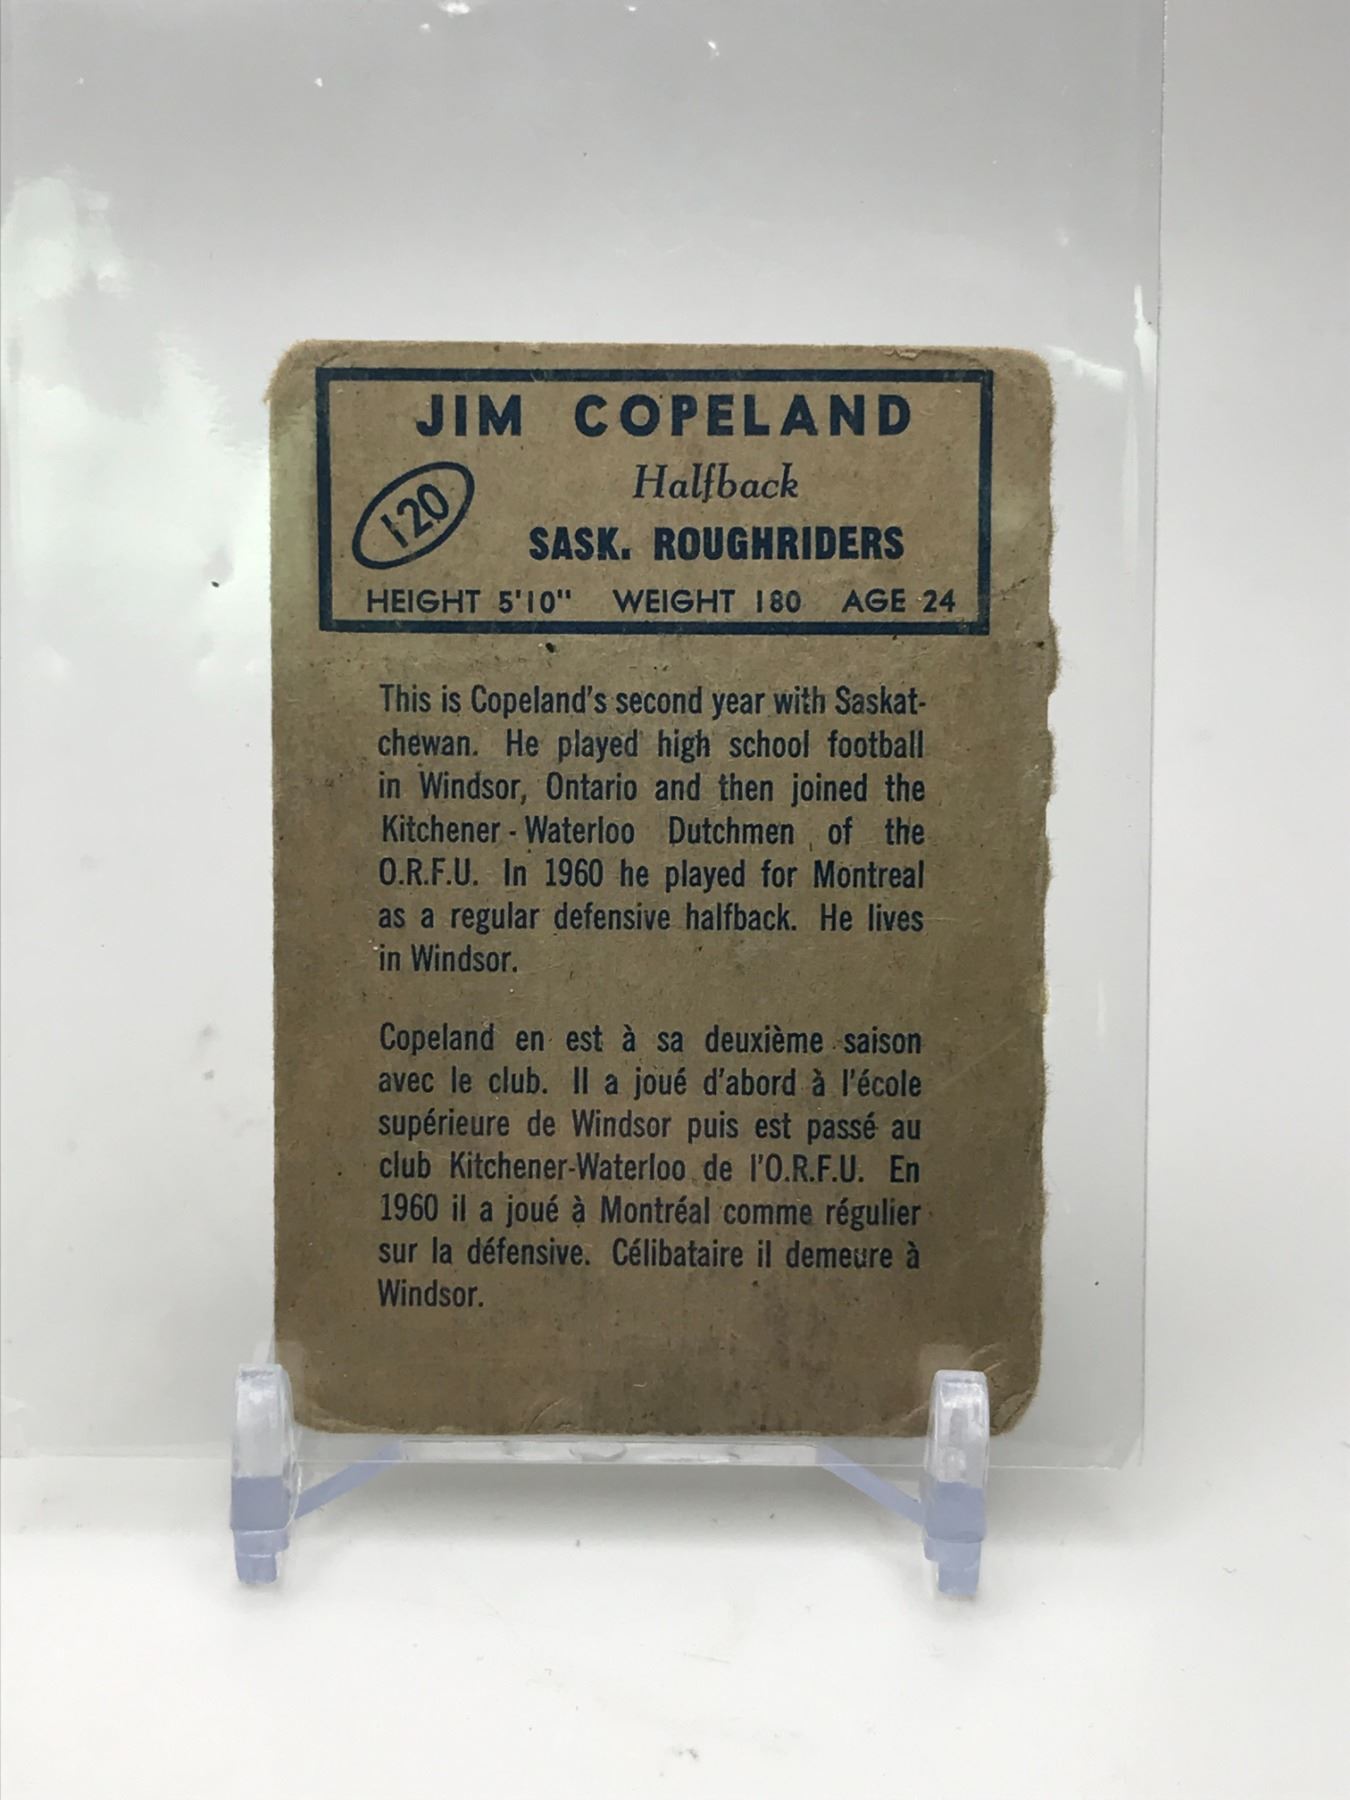 JIM COPELAND
Halfback
120
SASK. ROUGHRIDERS
HEIGHT 5'10" WEIGHT 180 AGE 24
This is Copeland's second year with Saskat-
chewan. He played high school football
in Windsor, Ontario and then joined the
Kitchener - Waterloo Dutchmen of the
O.R.F.U. In 1960 he played for Montreal
as a regular defensive halfback. He lives
in Windsor.
Copeland en est à sa deuxième saison
avec le club. Il a joué d'abord à l'école
supérieure de Windsor puis est passé au
club Kitchener-Waterloo de l'O.R.F.U. En
1960 il a joué à Montréal comme régulier
sur la défensive. Célibataire il demeure à
Windsor.